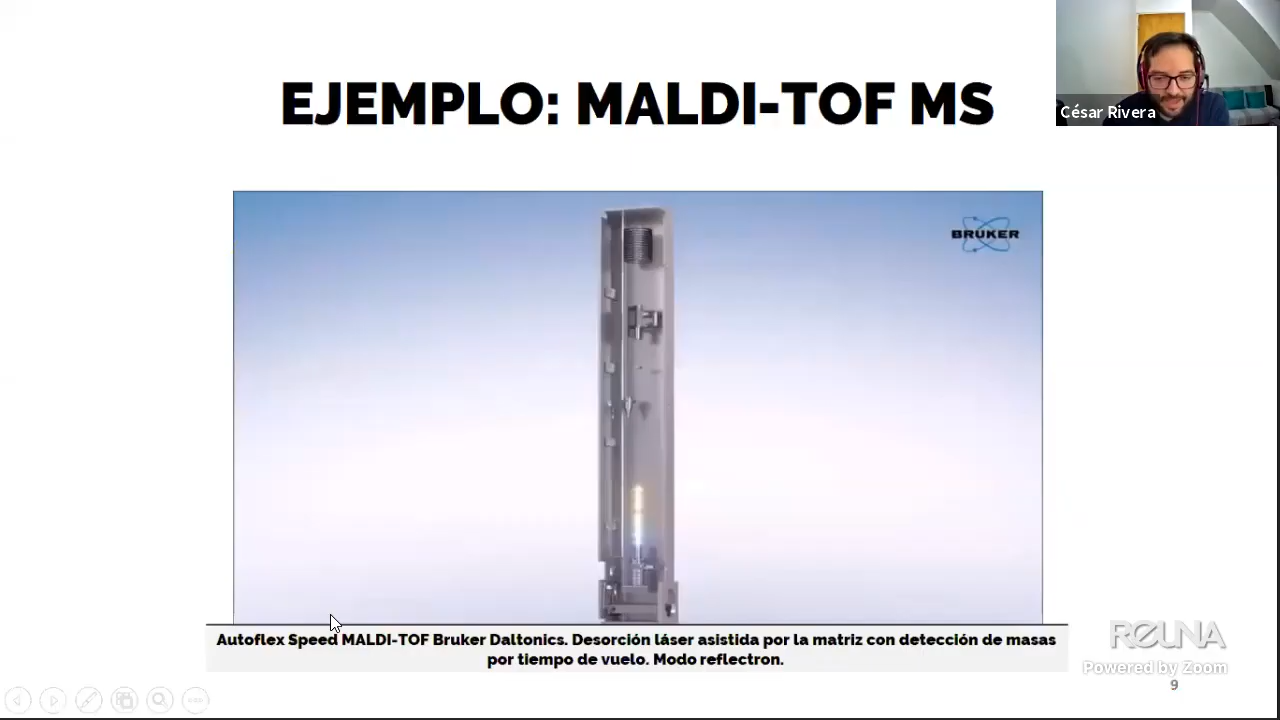 EJEMPLO: MALDI-TOF MS
César Rivera
BRUKER
Autoflex Speed MALDI-TOF Bruker Daltonics. Desorción láser asistida por la matriz con detección de masas
por tiempo de vuelo. Modo reflectron.
REUNA
Powered by Zoom
9